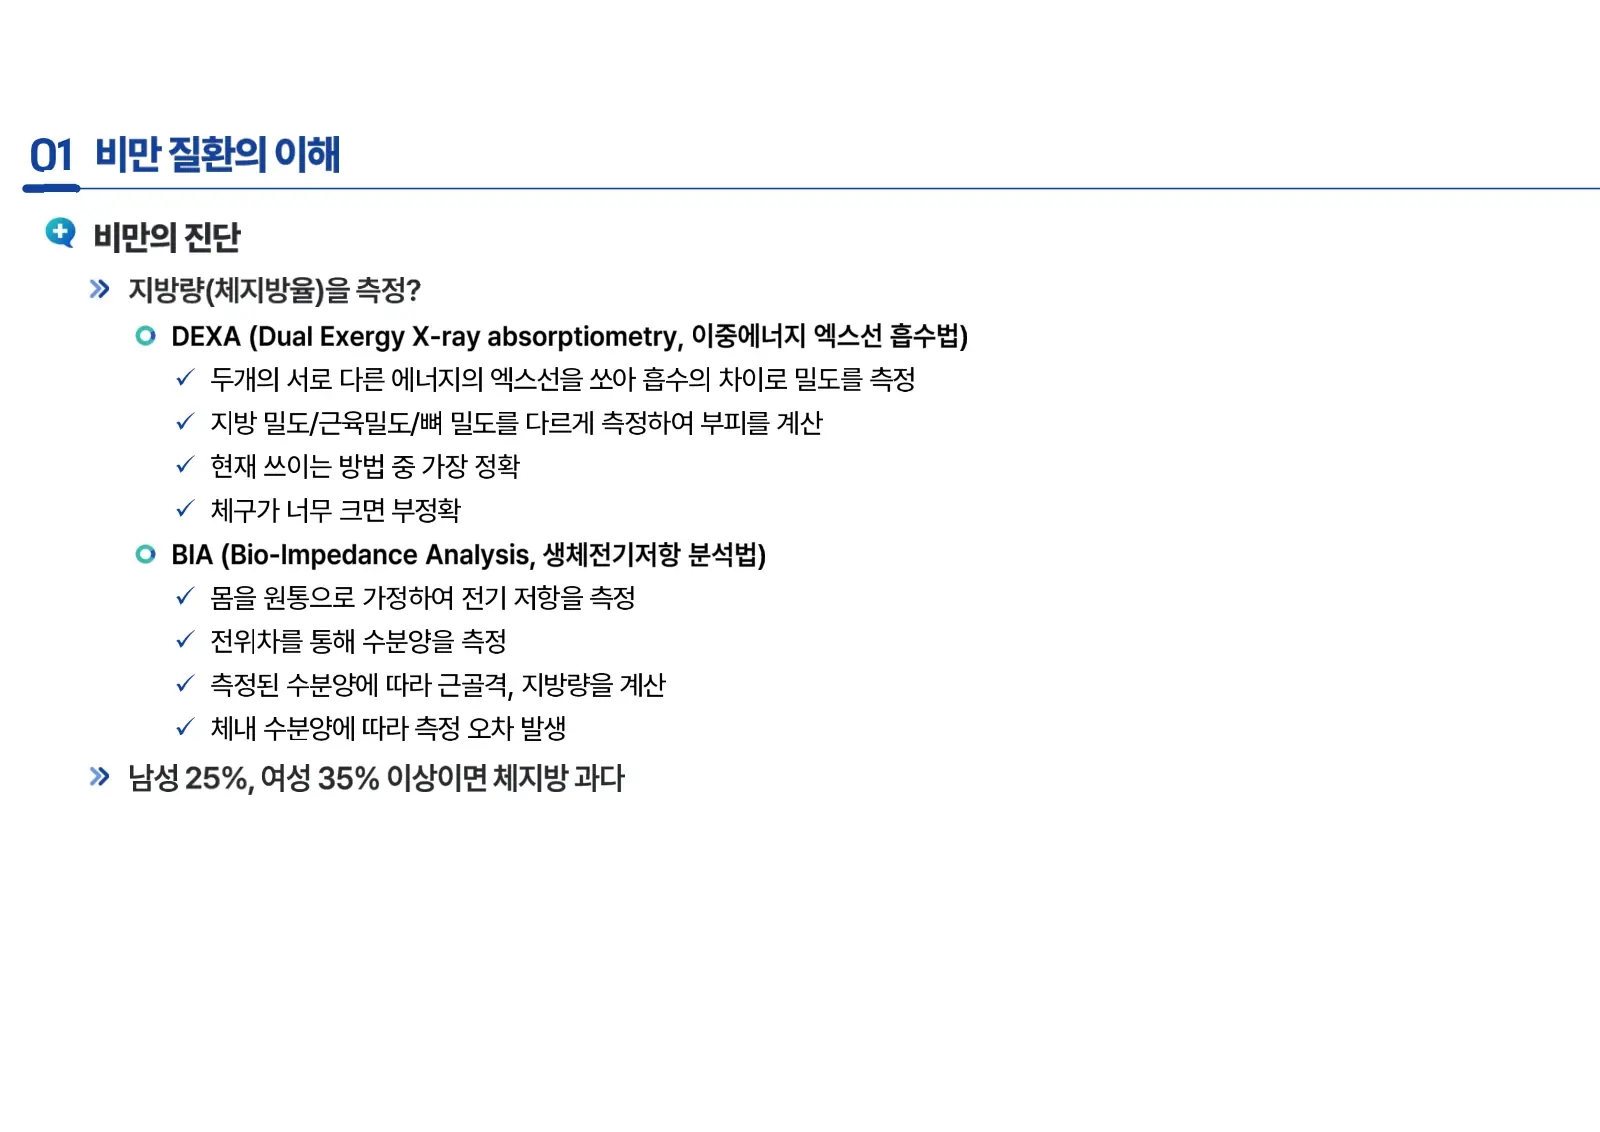 01 비만 질환의 이해
비만의 진단
지방량(체지방율)을 측정?
DEXA (Dual Exergy X-ray absorptiometry, 이중에너지 엑스선 흡수법)
두개의 서로 다른 에너지의 엑스선을 쏘아 흡수의 차이로 밀도를 측정
지방 밀도/근육밀도/뼈 밀도를 다르게 측정하여 부피를 계산
현재 쓰이는 방법 중 가장 정확
체구가 너무 크면 부정확
BIA (Bio-Impedance Analysis, 생체전기저항 분석법)
몸을 원통으로 가정하여 전기 저항을 측정
전위차를 통해 수분양을 측정
측정된 수분양에 따라 근골격, 지방량을 계산
체내 수분양에 따라 측정 오차 발생
남성 25%, 여성 35% 이상이면 체지방 과다